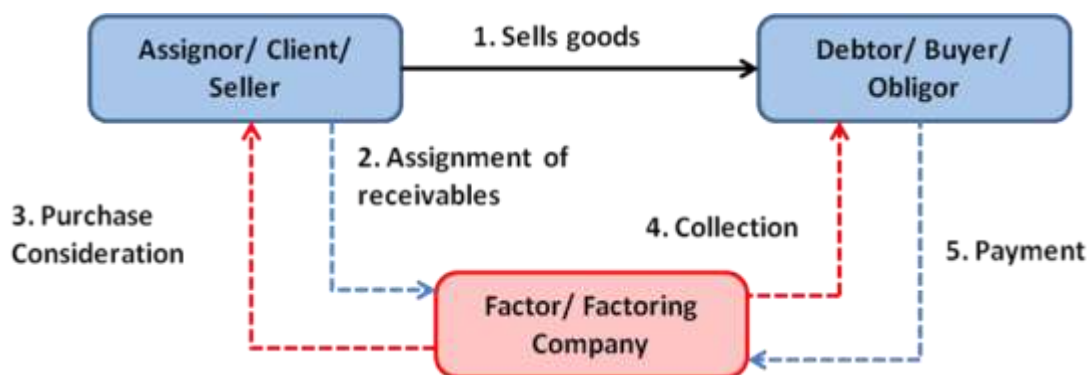 Assignor/ Client/
Seller
1. Sells goods
Debtor/ Buyer/
Obligor
2. Assignment of
receivables
3. Purchase
Consideration
4. Collection
5. Payment
Factor/ Factoring
Company